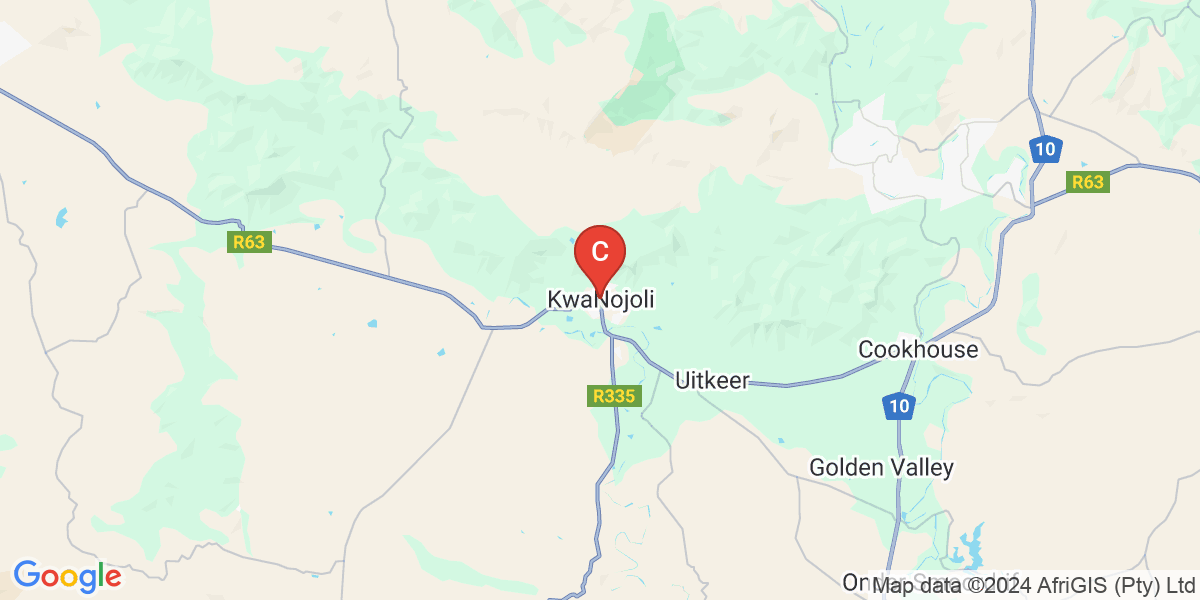 10
R63
R63
C
KwaNojoli
Cookhouse
Uitkeer
R335
10
Golden Valley
Google
Map data ©2024 AfriGIS (Pty) Ltd